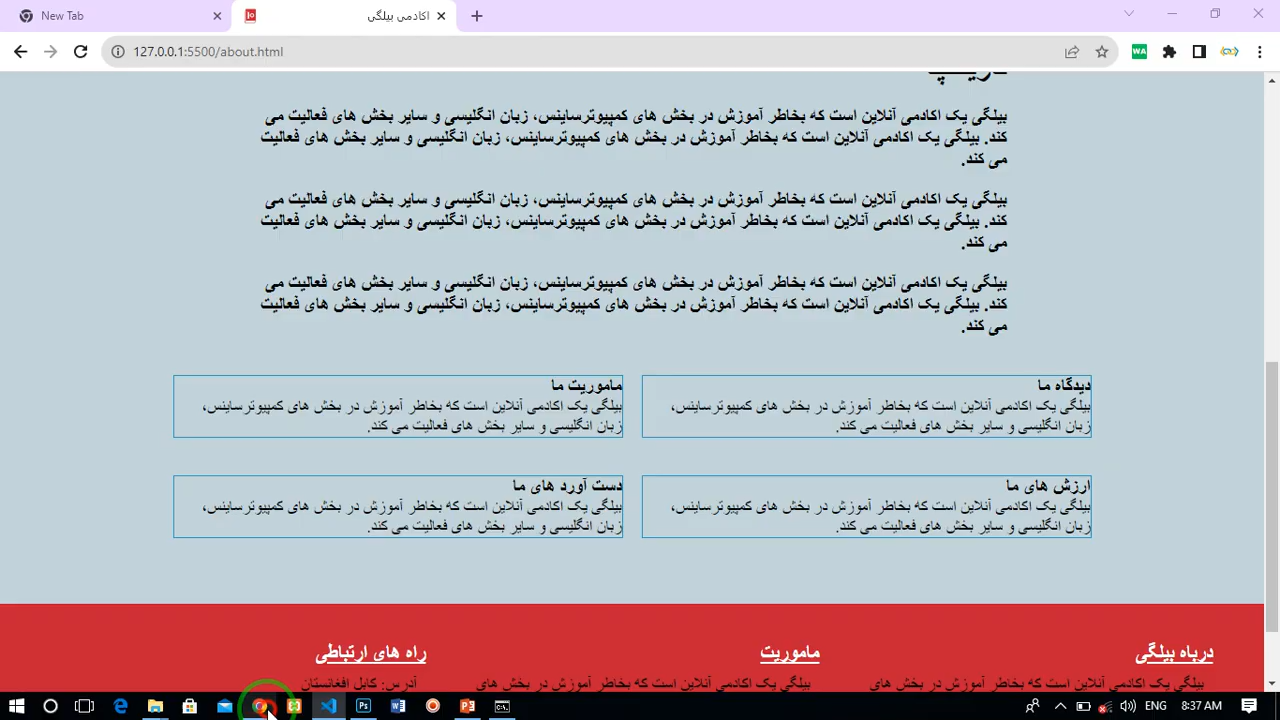 New Tab
اکادمی بیلگی
127.0.0.1:5500/about.html
WA
بیلگی یک اکادمی آنلاین است که بخاطر آموزش در بخش های کمپیوترساینس، زبان انگلیسی و سایر بخش های فعالیت می
کند. بیلگی یک اکادمی آنلاین است که بخاطر آموزش در بخش های کمپیوترساینس، زبان انگلیسی و سایر بخش های فعالیت
می کند.
بیلگی یک اکادمی آنلاین است که بخاطر آموزش در بخش های کمپیوترساینس، زبان انگلیسی و سایر بخش های فعالیت می
کند. بیلگی یک اکادمی آنلاین است که بخاطر آموزش در بخش های کمپیوترساینس، زبان انگلیسی و سایر بخش های فعالیت
می کند.
بیلگی یک اکادمی آنلاین است که بخاطر آموزش در بخش های کمپیوترساینس، زبان انگلیسی و سایر بخش های فعالیت می
کند. بیلگی یک اکادمی آنلاین است که بخاطر آموزش در بخش های کمپیوترساینس، زبان انگلیسی و سایر بخش های فعالیت
می کند.
دیدگاه ما
بیلگی یک اکادمی آنلاین است که بخاطر آموزش در بخش های کمپیوترساینس،
زبان انگلیسی و سایر بخش های فعالیت می کند.
ماموریت ما
بیلگی یک اکادمی آنلاین است که بخاطر آموزش در بخش های کمپیوترساینس،
زبان انگلیسی و سایر بخش های فعالیت می کند.
ارزش های ما
بیلگی یک اکادمی آنلاین است که بخاطر آموزش در بخش های کمپیوترساینس،
زبان انگلیسی و سایر بخش های فعالیت می کند.
دست آورد های ما
بیلگی یک اکادمی آنلاین است که بخاطر آموزش در بخش های کمپیوترساینس،
زبان انگلیسی و سایر بخش های فعالیت می کند.
درباه بیلگی
بیلگی یک اکادمی آنلاین است که بخاطر آموزش در بخش های
ماموریت
بیلگی یک اکادمی آنلاین است که بخاطر آموزش در بخش های
راه های ارتباطی
آدرس: کابل افغانستان
ENG
8:37 AM